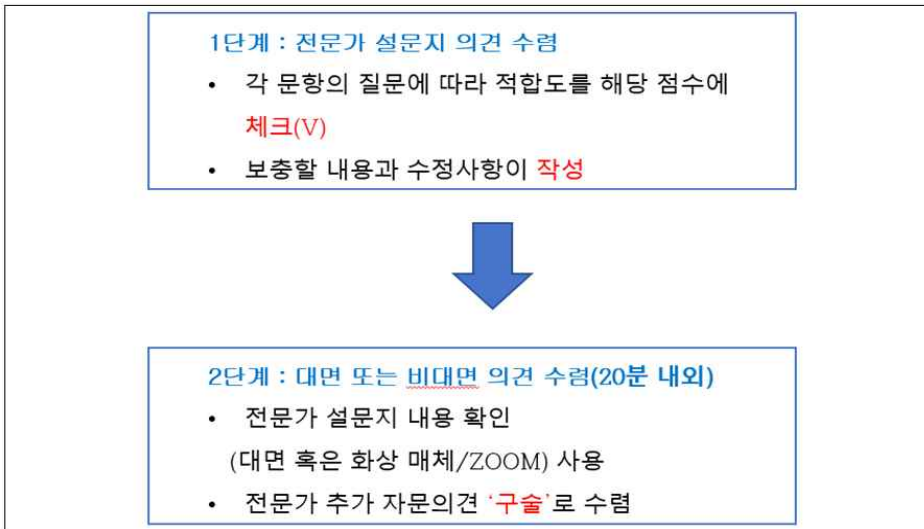 1단계 : 전문가 설문지 의견 수렴
• 각 문항의 질문에 따라 적합도를 해당 점수에
체크(V)
• 보충할 내용과 수정사항이 작성
2단계 : 대면 또는 비대면 의견 수렴(20분 내외)
• 전문가 설문지 내용 확인
(대면 혹은 화상 매체/ZOOM) 사용
• 전문가 추가 자문의견 ‘구술’로 수렴